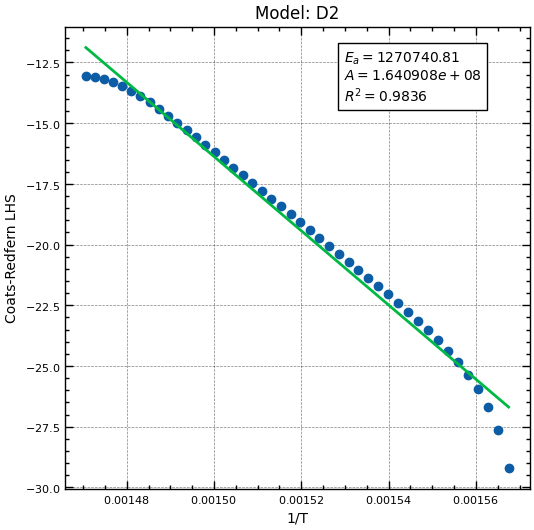 Model: D2
Eₐ = 1270740.81
A = 1.640908e + 08
R² = 0.9836
Coats-Redfern LHS
−12.5
−15.0
−17.5
−20.0
−22.5
−25.0
−27.5
−30.0
0.00148 0.00150 0.00152 0.00154 0.00156
1/T